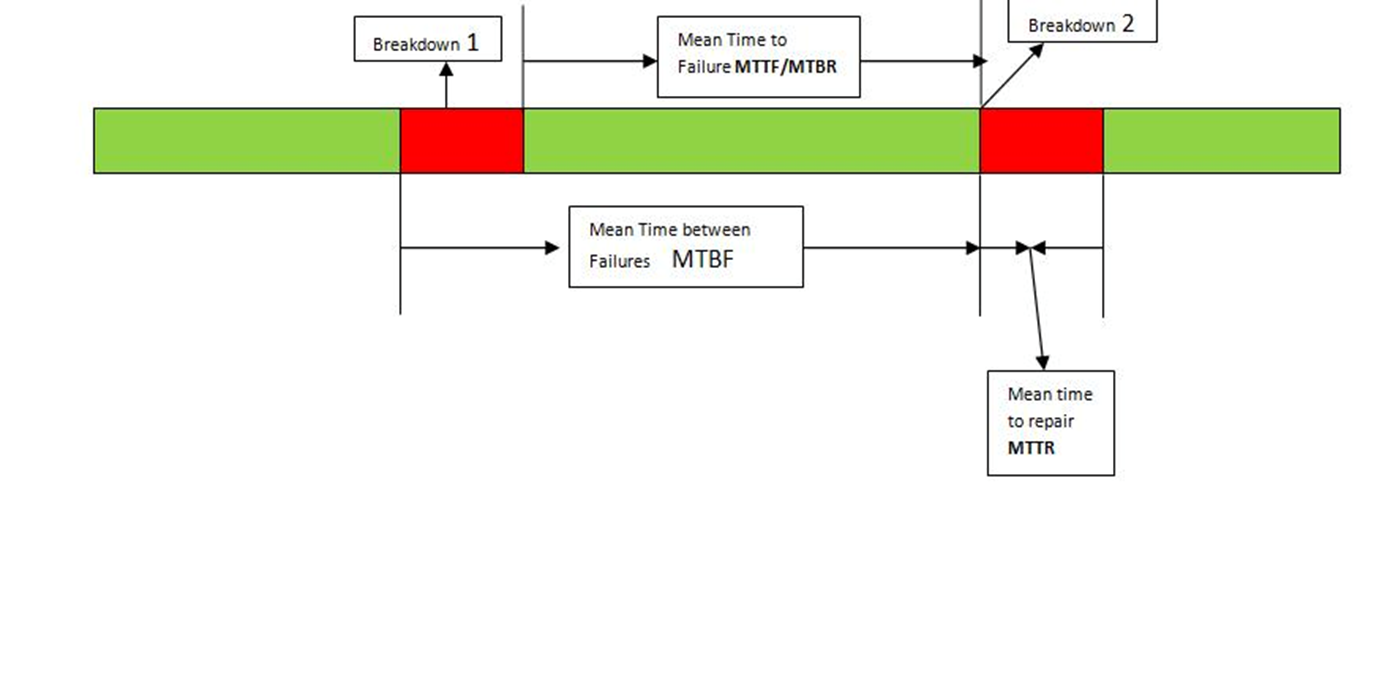 Breakdown 1
Mean Time to
Failure MTTF/MTBR
Breakdown 2
Mean Time between
Failures MTBF
Mean time
to repair
MTTR